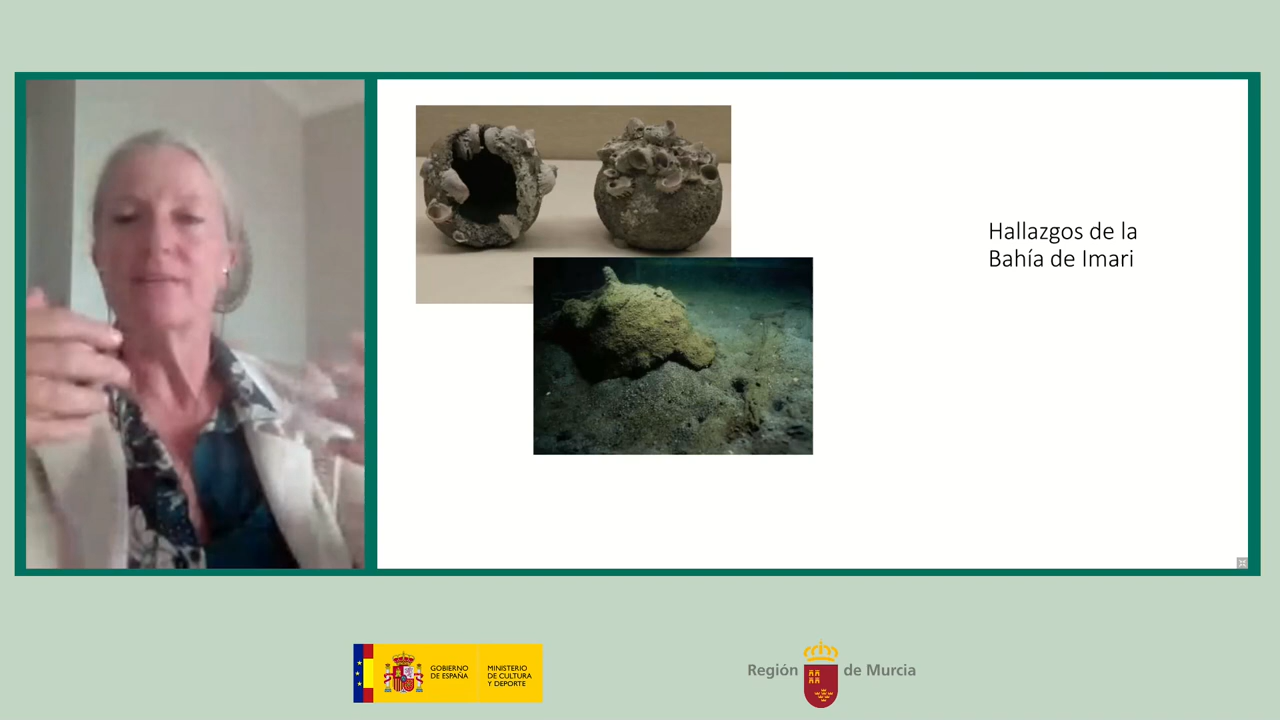 Hallazgos de la
Bahía de Imari
GOBIERNO
DE ESPAÑA
MINISTERIO
DE CULTURA
Y DEPORTE
Región de Murcia